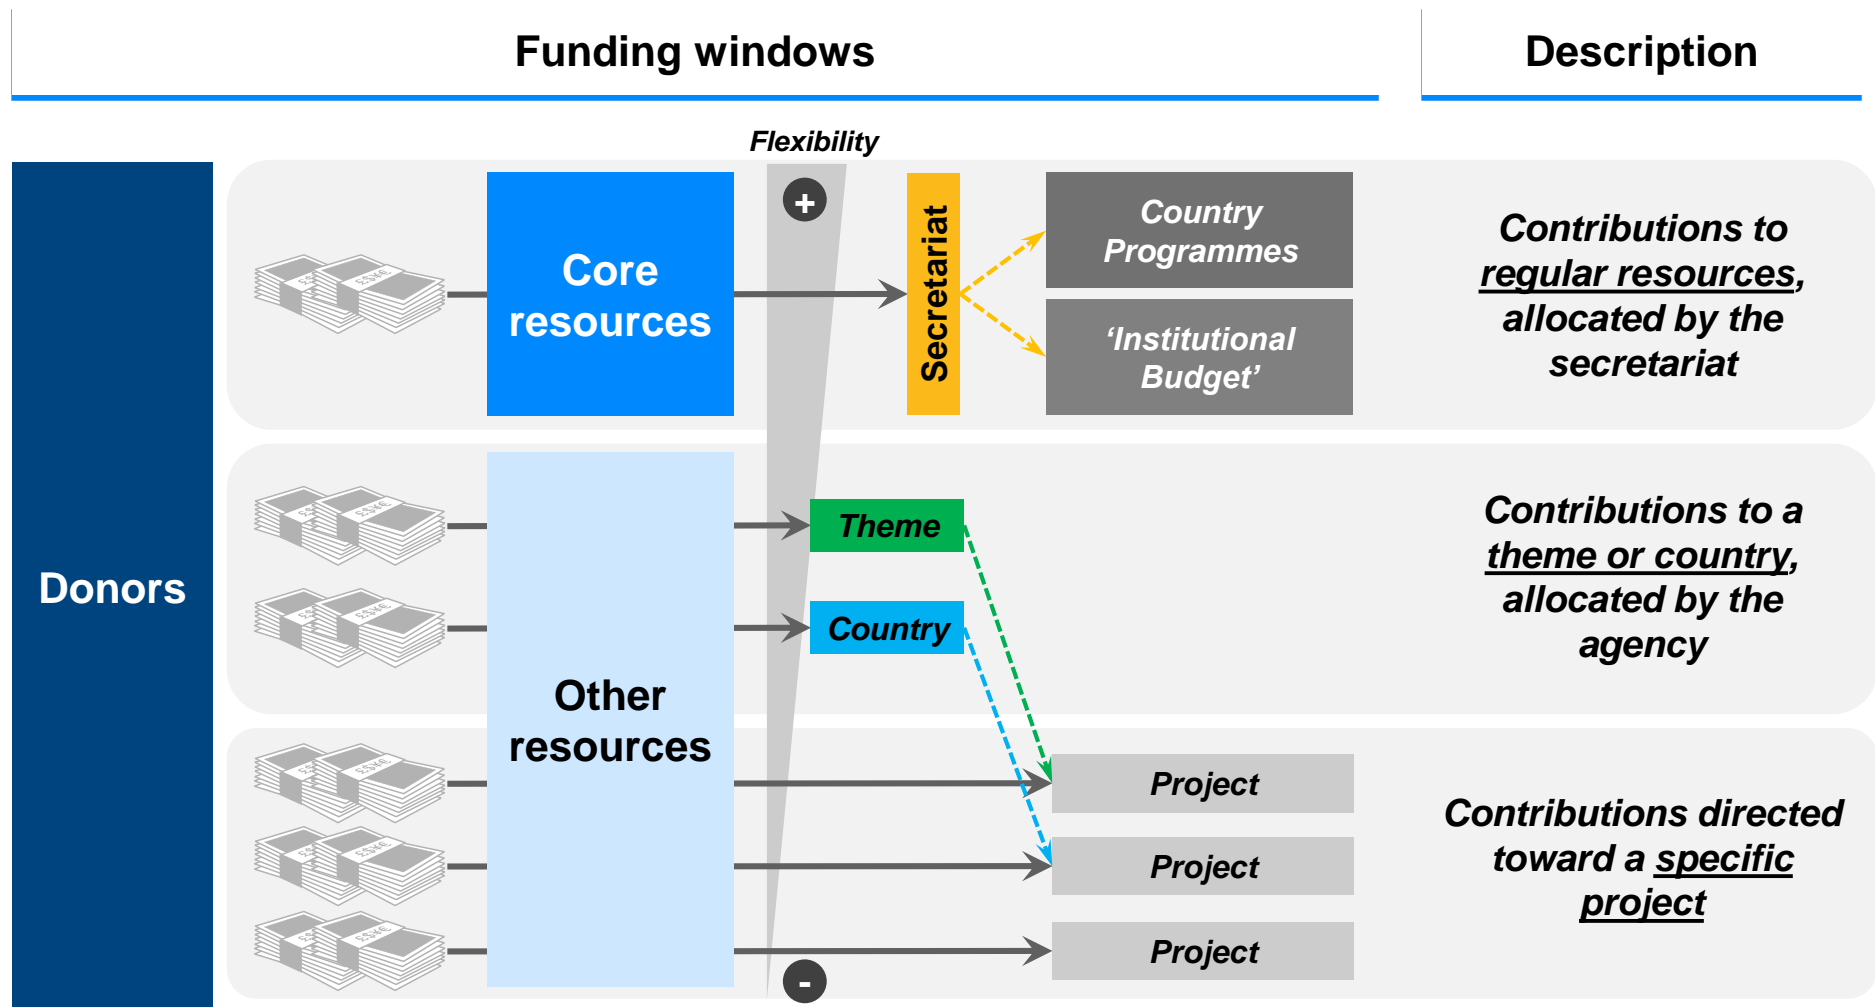 Funding windows
Description
Flexibility
Donors
+
Core
resources
Secretariat
Country
Programmes
‘Institutional
Budget’
Contributions to
regular resources,
allocated by the
secretariat
Other
resources
Theme
Country
Contributions to a
theme or country,
allocated by the
agency
Project
Project
Project
Contributions directed
toward a specific
project
-
£$¥€
£$¥€
£$¥€
£$¥€
£$¥€
£$¥€